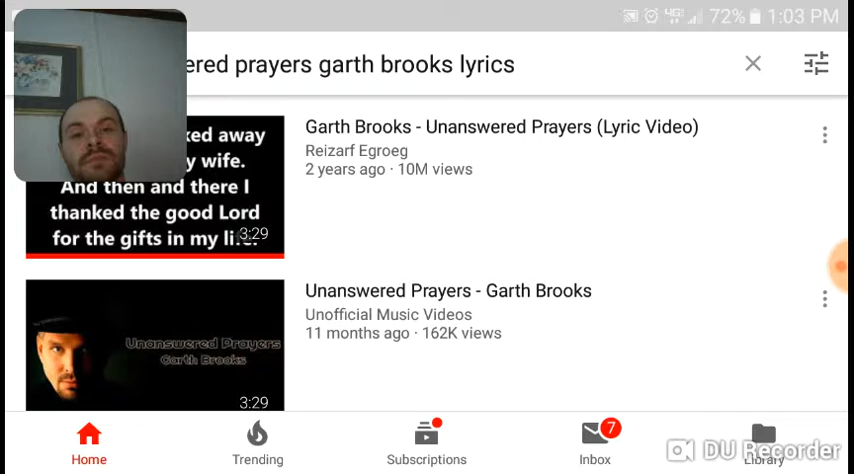 4G 72% 1:03 PM
ered prayers garth brooks lyrics
ked away
y wife.
And then and there I
thanked the good Lord
for the gifts in my life.
3:29
Garth Brooks - Unanswered Prayers (Lyric Video)
Reizarf Egroeg
2 years ago · 10M views
Unanswered Prayers
Garth Brooks
3:29
Unanswered Prayers - Garth Brooks
Unofficial Music Videos
11 months ago · 162K views
7
Home Trending Subscriptions Inbox Library
DU Recorder